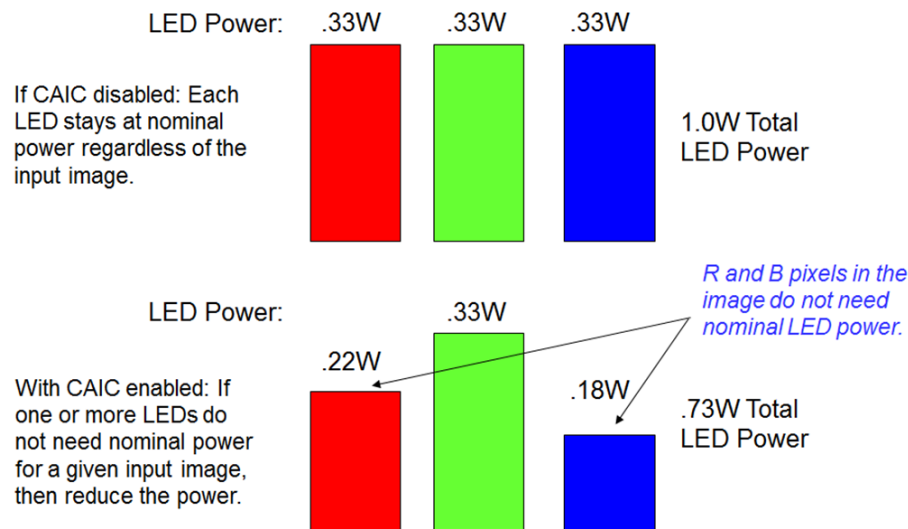 LED Power: .33W .33W .33W
If CAIC disabled: Each
LED stays at nominal
power regardless of the
input image.
1.0W Total
LED Power
R and B pixels in the
image do not need
nominal LED power.
LED Power: .33W
.22W
.18W
With CAIC enabled: If
one or more LEDs do
not need nominal power
for a given input image,
then reduce the power.
.73W Total
LED Power